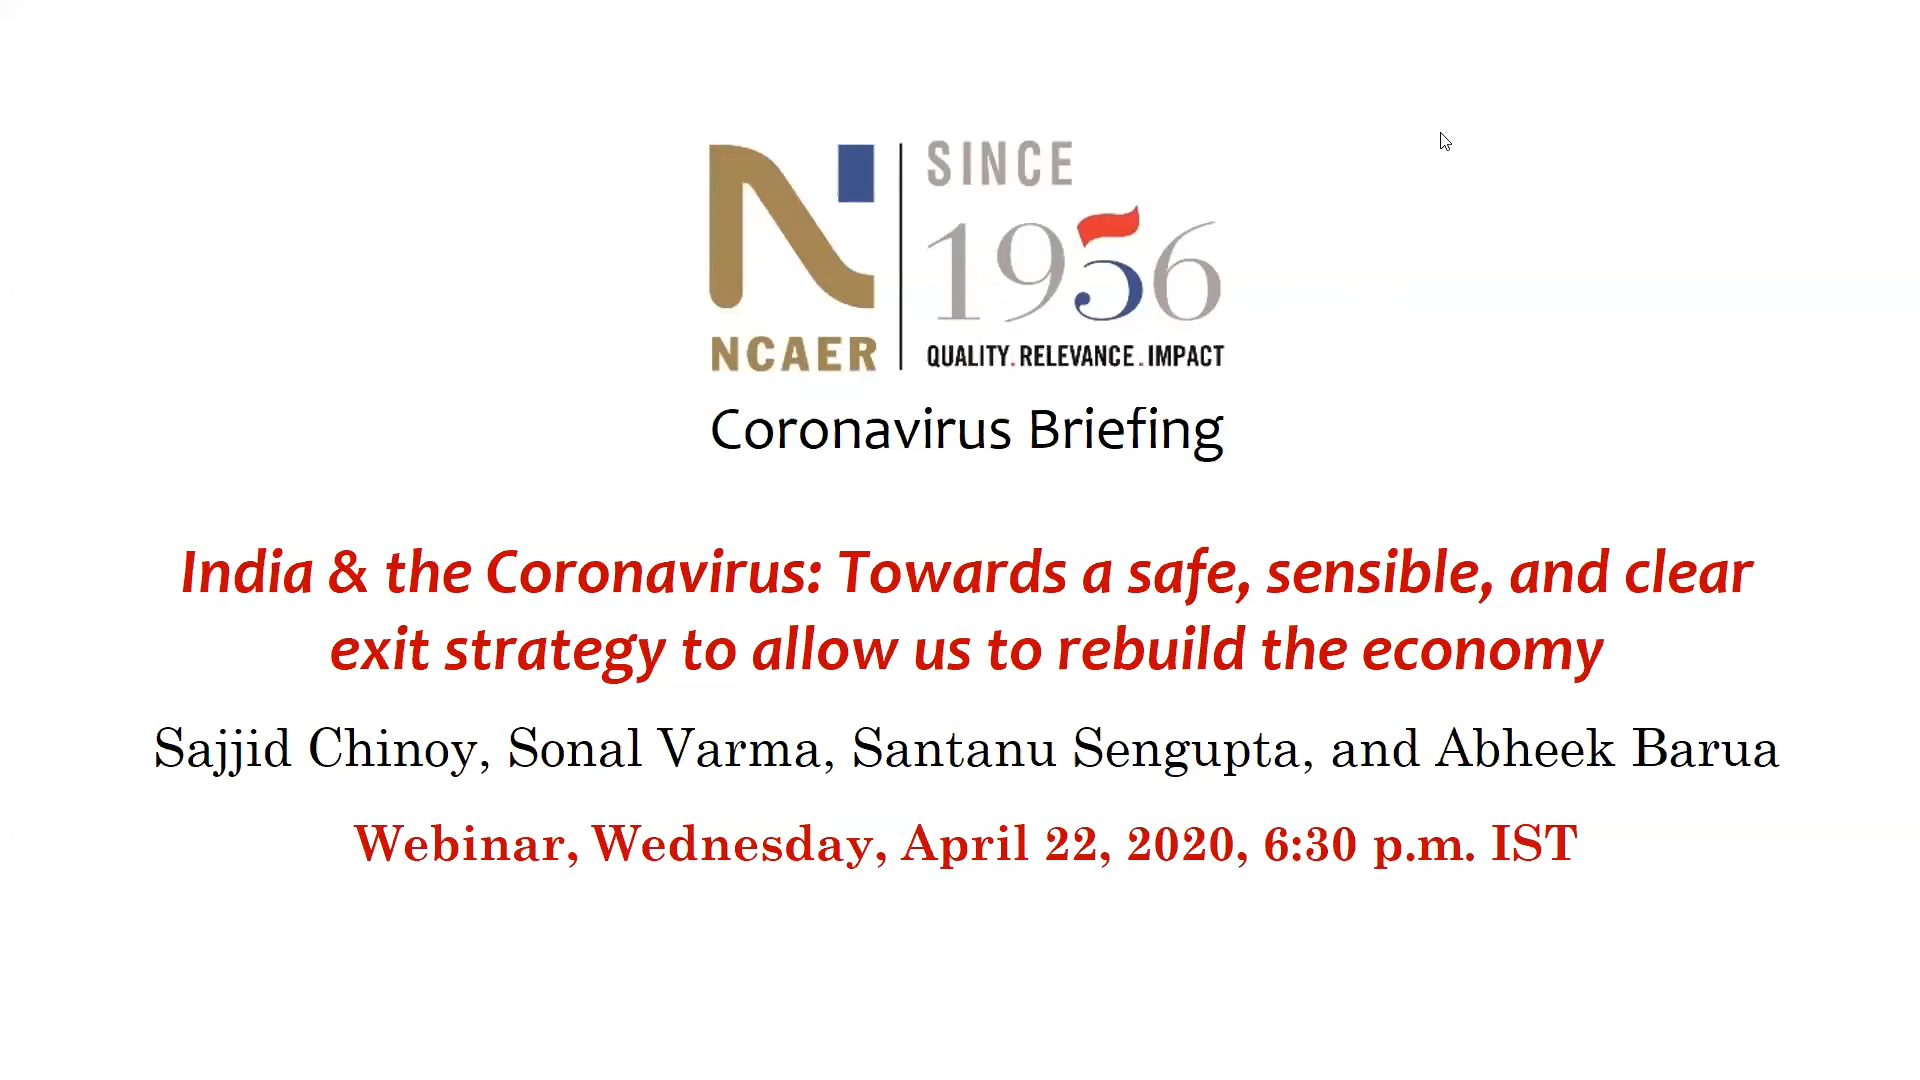 SINCE
1956
NCAER
QUALITY.RELEVANCE.IMPACT
Coronavirus Briefing
India & the Coronavirus: Towards a safe, sensible, and clear
exit strategy to allow us to rebuild the economy
Sajjid Chinoy, Sonal Varma, Santanu Sengupta, and Abheek Barua
Webinar, Wednesday, April 22, 2020, 6:30 p.m. IST